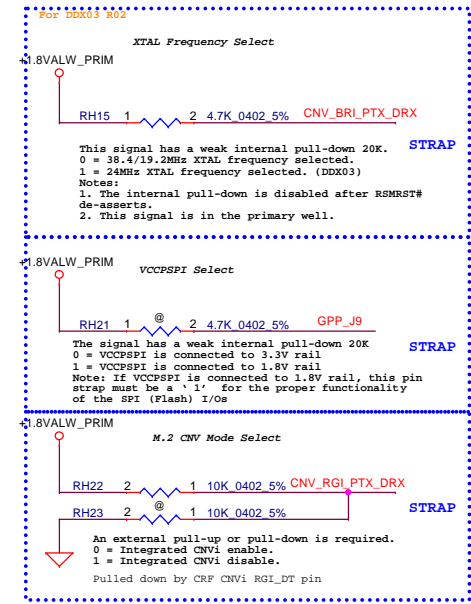 For DDX03 R02
XTAL Frequency Select
+1.8VALW_PRIM
RH15 1 2 4.7K_0402_5% CNV_BRI_PTX_DRX
STRAP
This signal has a weak internal pull-down 20K.
0 = 38.4/19.2MHz XTAL frequency selected.
1 = 24MHz XTAL frequency selected. (DDX03)
Notes:
1. The internal pull-down is disabled after RSMRST#
de-asserts.
2. This signal is in the primary well.
+1.8VALW_PRIM
VCCPSPI Select
@
RH21 1 2 4.7K_0402_5% GPP_J9
STRAP
The signal has a weak internal pull-down 20K
0 = VCCPSPI is connected to 3.3V rail
1 = VCCPSPI is connected to 1.8V rail
Note: If VCCPSPI is connected to 1.8V rail, this pin
strap must be a ‘1’ for the proper functionality
of the SPI (Flash) I/Os
+1.8VALW_PRIM
M.2 CNV Mode Select
RH22 2 1 10K_0402_5% CNV_RGI_PTX_DRX
@
RH23 2 1 10K_0402_5%
STRAP
An external pull-up or pull-down is required.
0 = Integrated CNVi enable.
1 = Integrated CNVi disable.
Pulled down by CRF CNVi RGI_DT pin